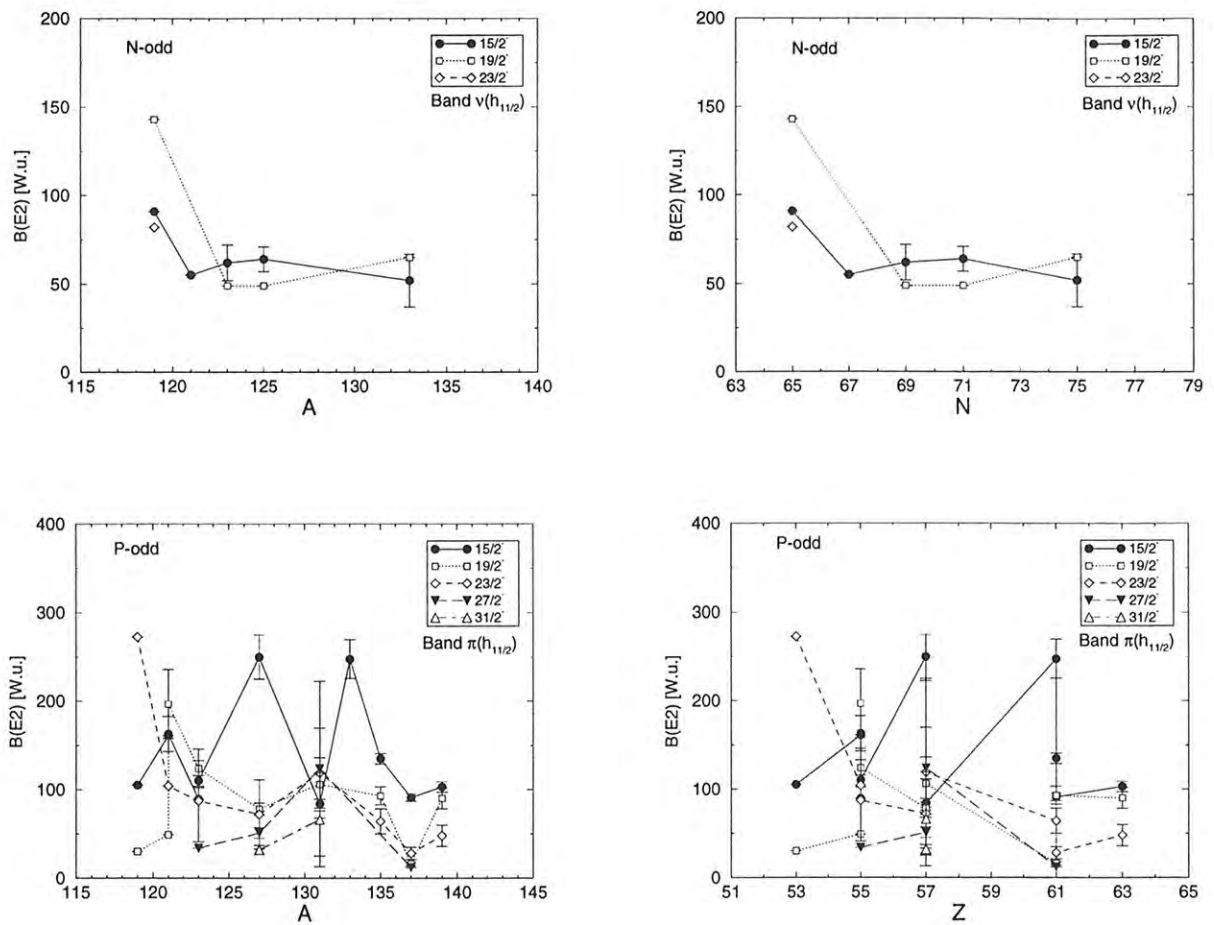 200
150
100
50
0
B(E2) [W.u.]
N-odd
15/2-
19/2-
23/2-
Band ν(h11/2)
115 120 125 130 135 140
A
200
150
100
50
0
B(E2) [W.u.]
N-odd
15/2-
19/2-
23/2-
Band ν(h11/2)
63 65 67 69 71 73 75 77 79
N
400
300
200
100
0
B(E2) [W.u.]
P-odd
15/2-
19/2-
23/2-
27/2-
31/2-
Band π(h11/2)
115 120 125 130 135 140 145
A
400
300
200
100
0
B(E2) [W.u.]
P-odd
15/2-
19/2-
23/2-
27/2-
31/2-
Band π(h11/2)
51 53 55 57 59 61 63 65
Z